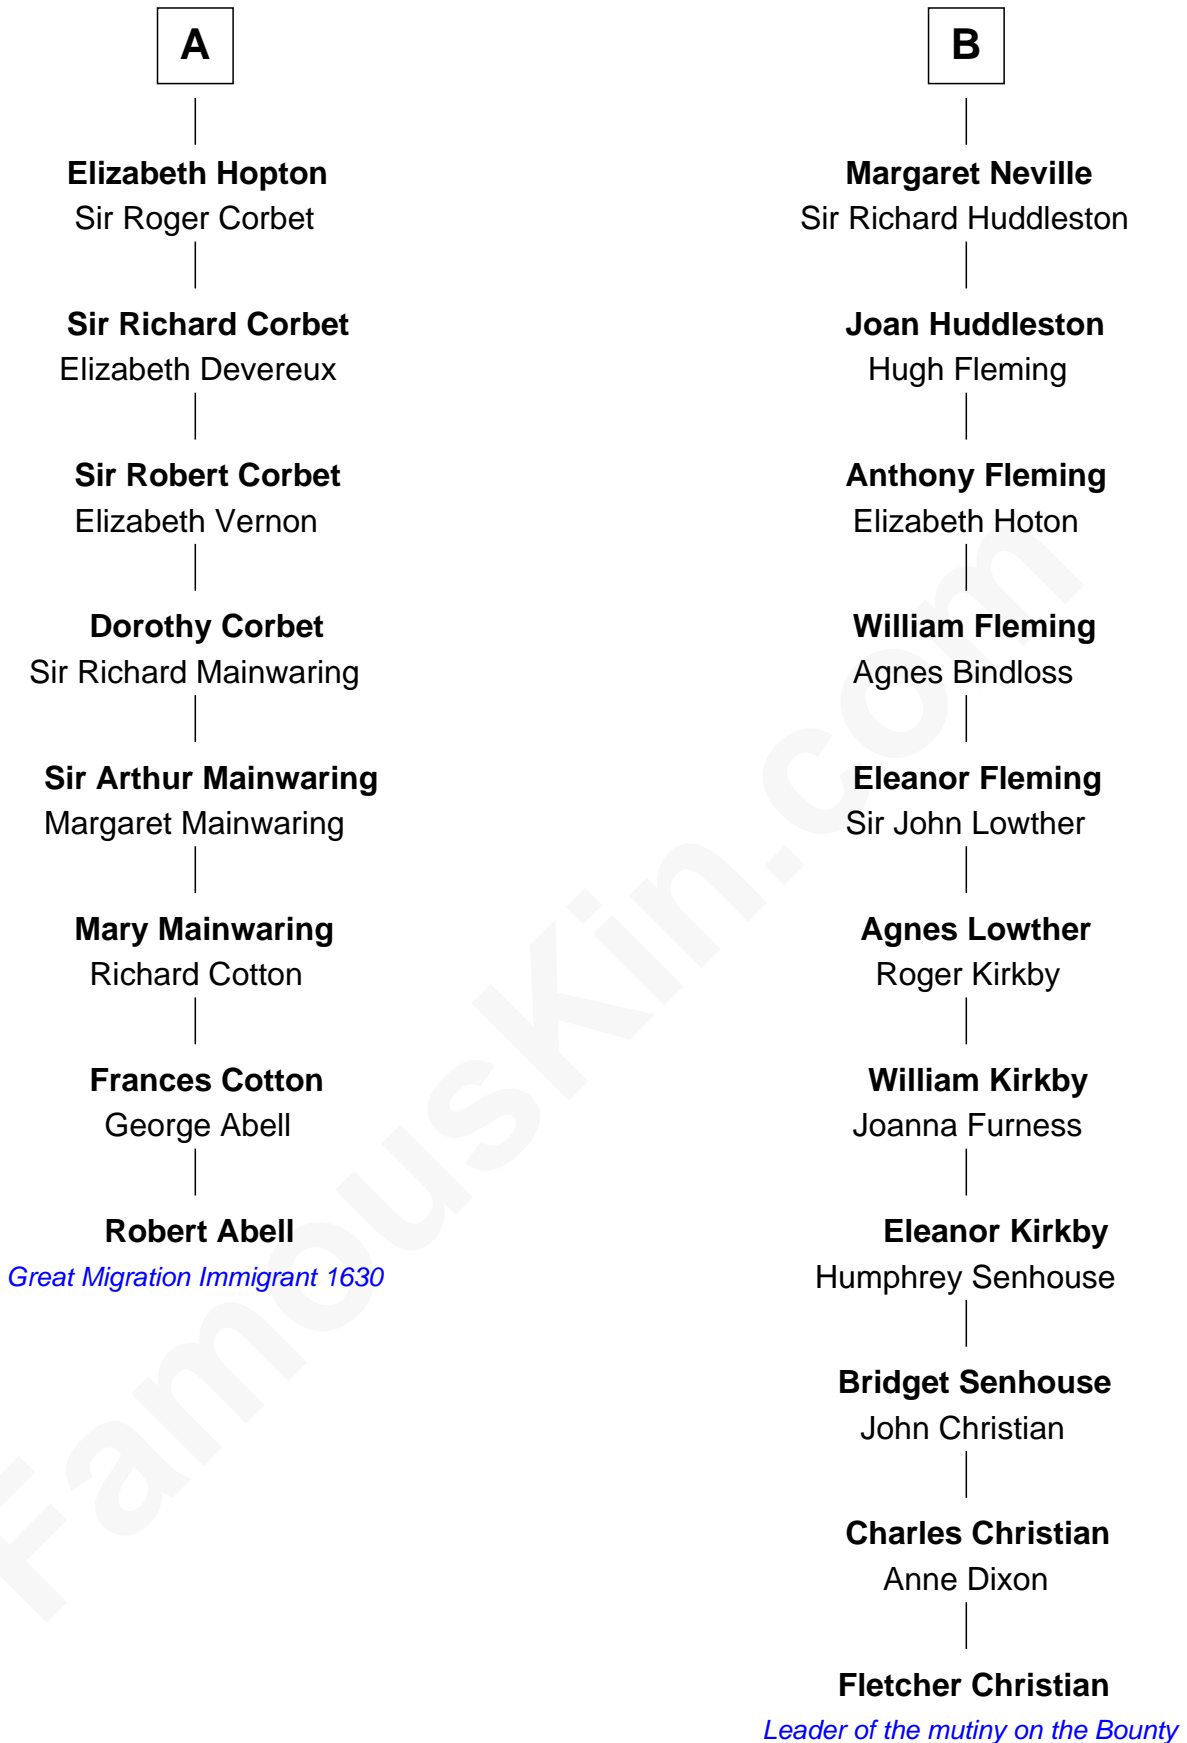 A
Elizabeth Hopton
Sir Roger Corbet
Sir Richard Corbet
Elizabeth Devereux
Sir Robert Corbet
Elizabeth Vernon
Dorothy Corbet
Sir Richard Mainwaring
Sir Arthur Mainwaring
Margaret Mainwaring
Mary Mainwaring
Richard Cotton
Frances Cotton
George Abell
Robert Abell
Great Migration Immigrant 1630
B
Margaret Neville
Sir Richard Huddleston
Joan Huddleston
Hugh Fleming
Anthony Fleming
Elizabeth Hoton
William Fleming
Agnes Bindloss
Eleanor Fleming
Sir John Lowther
Agnes Lowther
Roger Kirkby
William Kirkby
Joanna Furness
Eleanor Kirkby
Humphrey Senhouse
Bridget Senhouse
John Christian
Charles Christian
Anne Dixon
Fletcher Christian
Leader of the mutiny on the Bounty
FamousKin.com